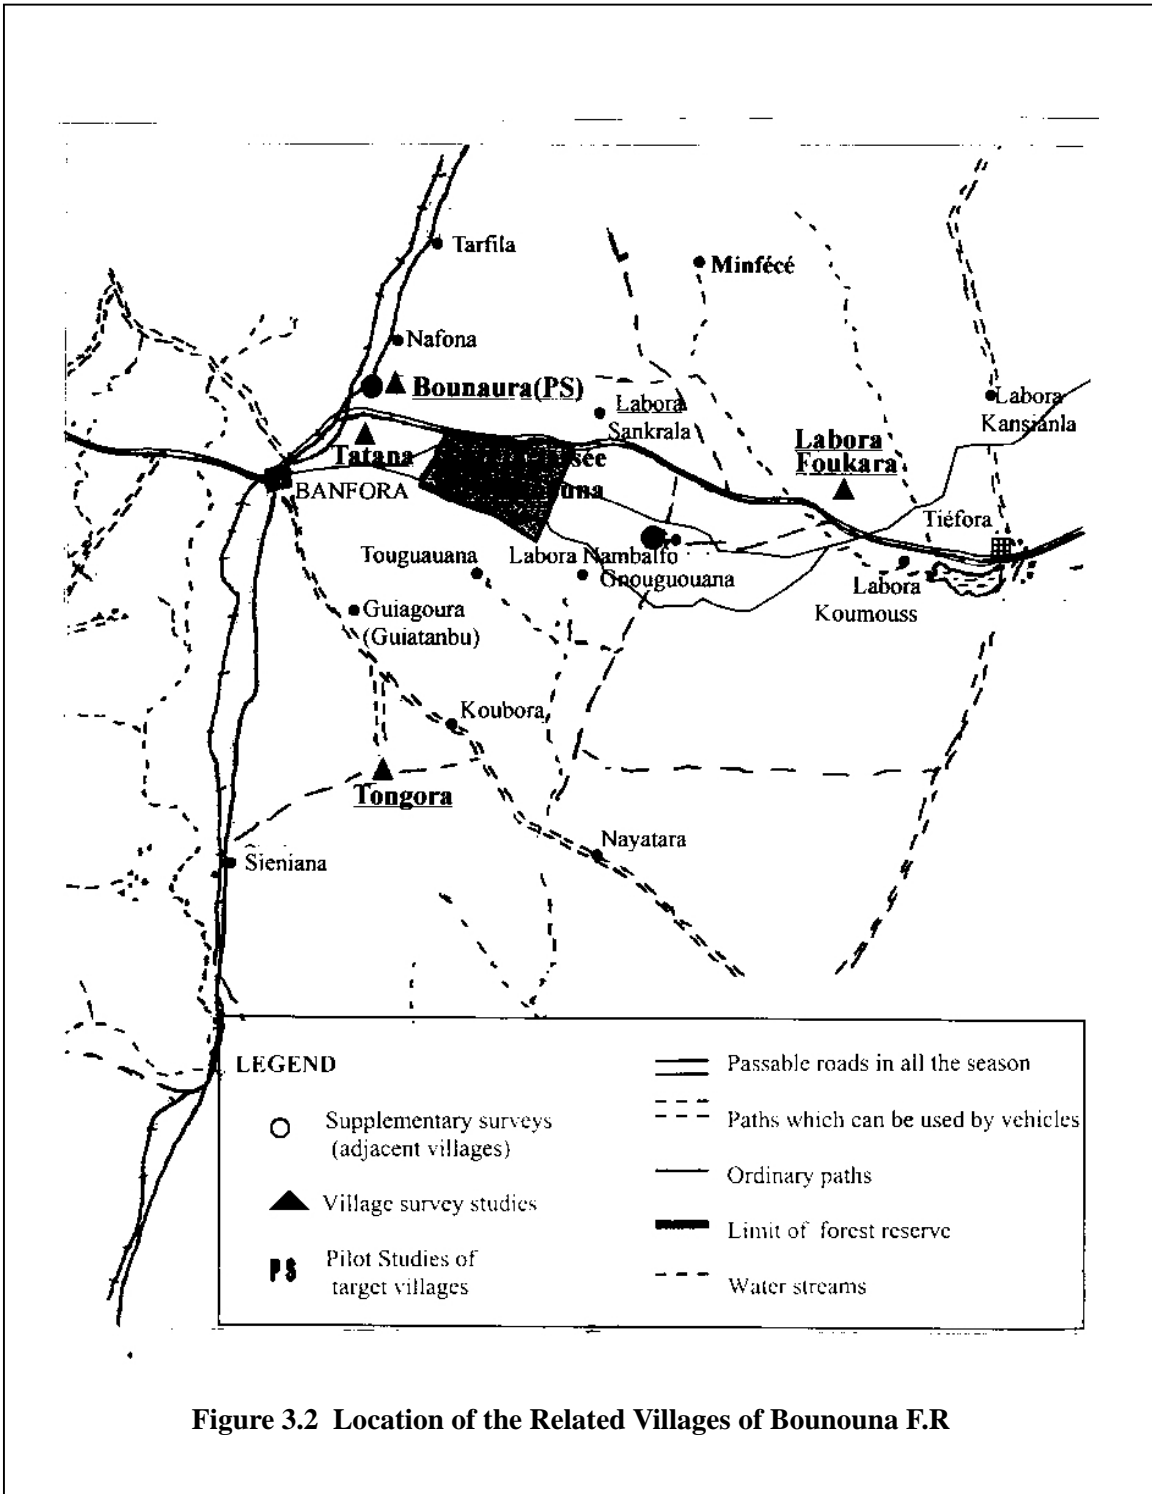 Tarfila
Minfécé
Nafona
Bounaura(PS)
Labora
Sankrala
Labora
Kansianla
Tatana
sée
una
Labora
Foukara
BANFORA
Tiéfora
Touguauana
Labora Nambalfo
Gnouguouana
Labora
Koumouss
Guiagoura
(Guiatanbu)
Koubora
Tongora
Nayatara
Sieniana
LEGEND
Supplementary surveys
(adjacent villages)
Village survey studies
PS
Pilot Studies of
target villages
Passable roads in all the season
Paths which can be used by vehicles
Ordinary paths
Limit of forest reserve
Water streams
Figure 3.2 Location of the Related Villages of Bounouna F.R